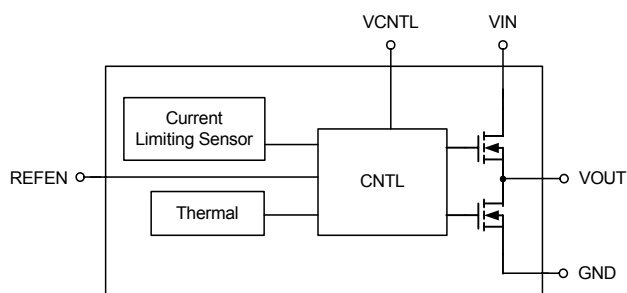 VCNTL
VIN
Current
Limiting Sensor
REFEN
CNTL
VOUT
Thermal
GND